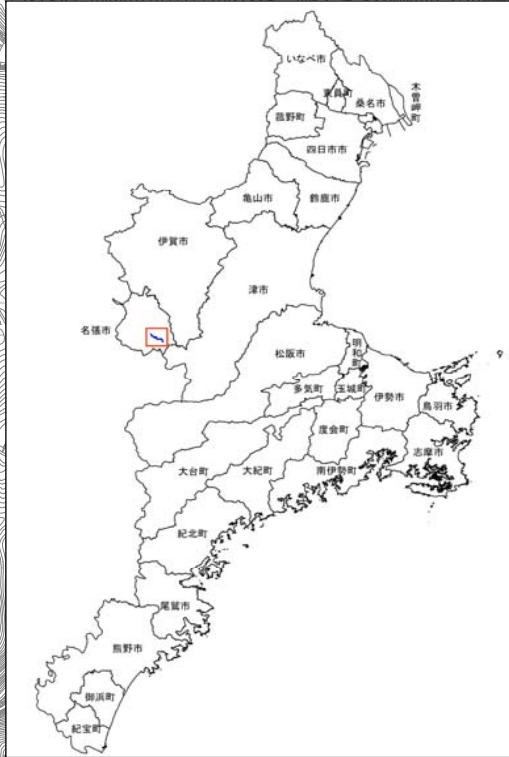 いなべ市
東員町
桑名市
木曽岬町
菰野町
四日市市
亀山市
鈴鹿市
伊賀市
津市
名張市
松阪市
明和町
多気町
玉城町
伊勢市
鳥羽市
度会町
志摩市
大台町
大紀町
南伊勢町
紀北町
尾鷲市
熊野市
御浜町
紀宝町